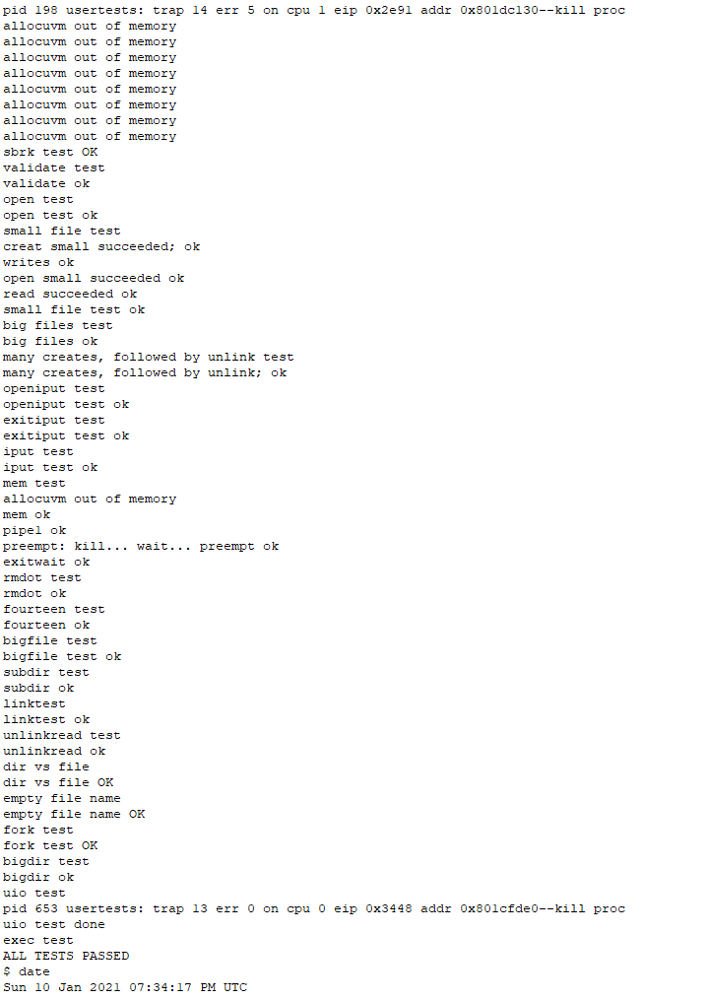 pid 198 usertests: trap 14 err 5 on cpu 1 eip 0x2e91 addr 0x801dc130--kill proc
allocuvm out of memory
allocuvm out of memory
allocuvm out of memory
allocuvm out of memory
allocuvm out of memory
allocuvm out of memory
allocuvm out of memory
allocuvm out of memory
sbrk test OK
validate test
validate ok
open test
open test ok
small file test
creat small succeeded; ok
writes ok
open small succeeded ok
read succeeded ok
small file test ok
big files test
big files ok
many creates, followed by unlink test
many creates, followed by unlink; ok
openiput test
openiput test ok
exitiput test
exitiput test ok
iput test
iput test ok
mem test
allocuvm out of memory
mem ok
pipe1 ok
preempt: kill... wait... preempt ok
exitwait ok
rmdot test
rmdot ok
fourteen test
fourteen ok
bigfile test
bigfile test ok
subdir test
subdir ok
linktest
linktest ok
unlinkread test
unlinkread ok
dir vs file
dir vs file OK
empty file name
empty file name OK
fork test
fork test OK
bigdir test
bigdir ok
uio test
pid 653 usertests: trap 13 err 0 on cpu 0 eip 0x3448 addr 0x801cfde0--kill proc
uio test done
exec test
ALL TESTS PASSED
$ date
Sun 10 Jan 2021 07:34:17 PM UTC